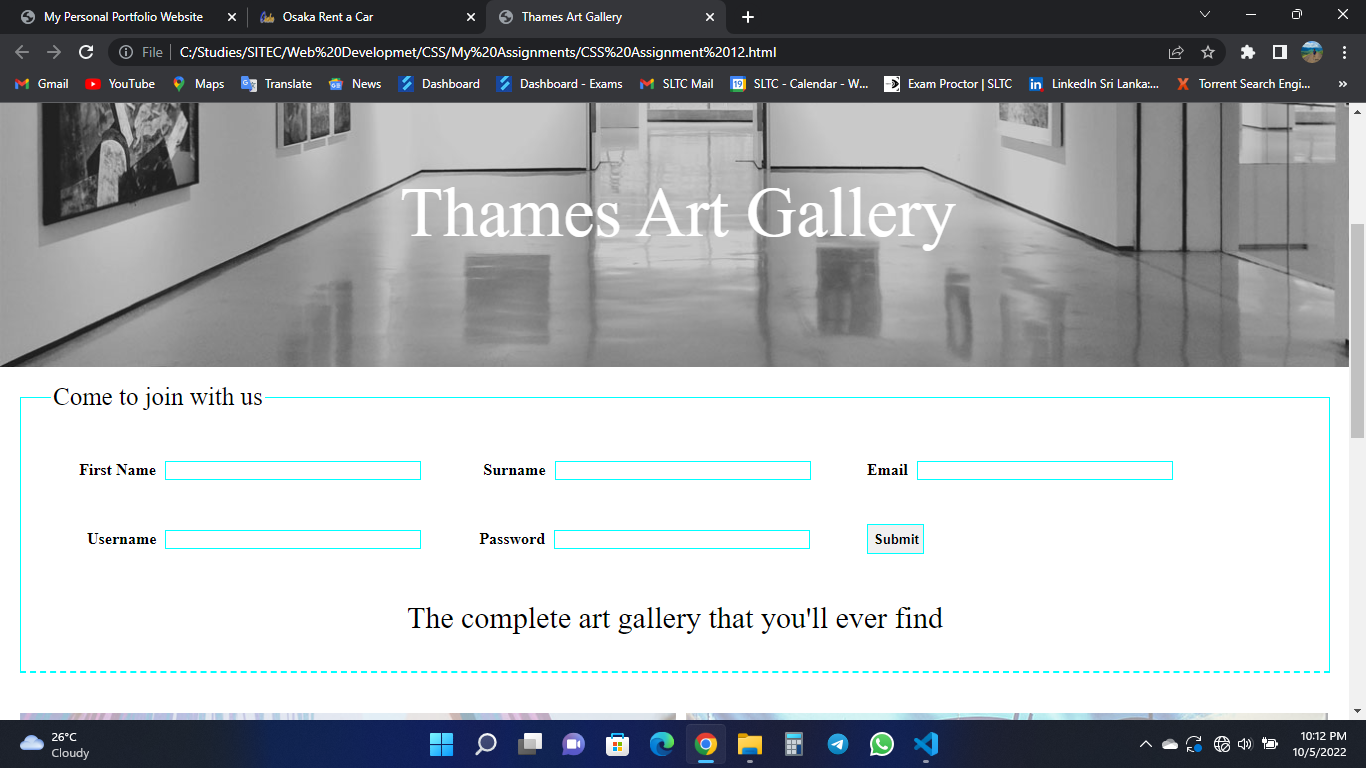 My Personal Portfolio Website
Osaka Rent a Car
Thames Art Gallery
File
C:/Studies/SITEC/Web%20Developmet/CSS/My%20Assignments/CSS%20Assignment%2012.html
Gmail
YouTube
Maps
Translate
News
Dashboard
Dashboard - Exams
SLTC Mail
19
SLTC - Calendar - W...
Exam Proctor | SLTC
LinkedIn Sri Lanka:...
Torrent Search Engi...
Thames Art Gallery
Come to join with us
First Name
Surname
Email
Username
Password
Submit
The complete art gallery that you'll ever find
26°C
Cloudy
10:12 PM
10/5/2022